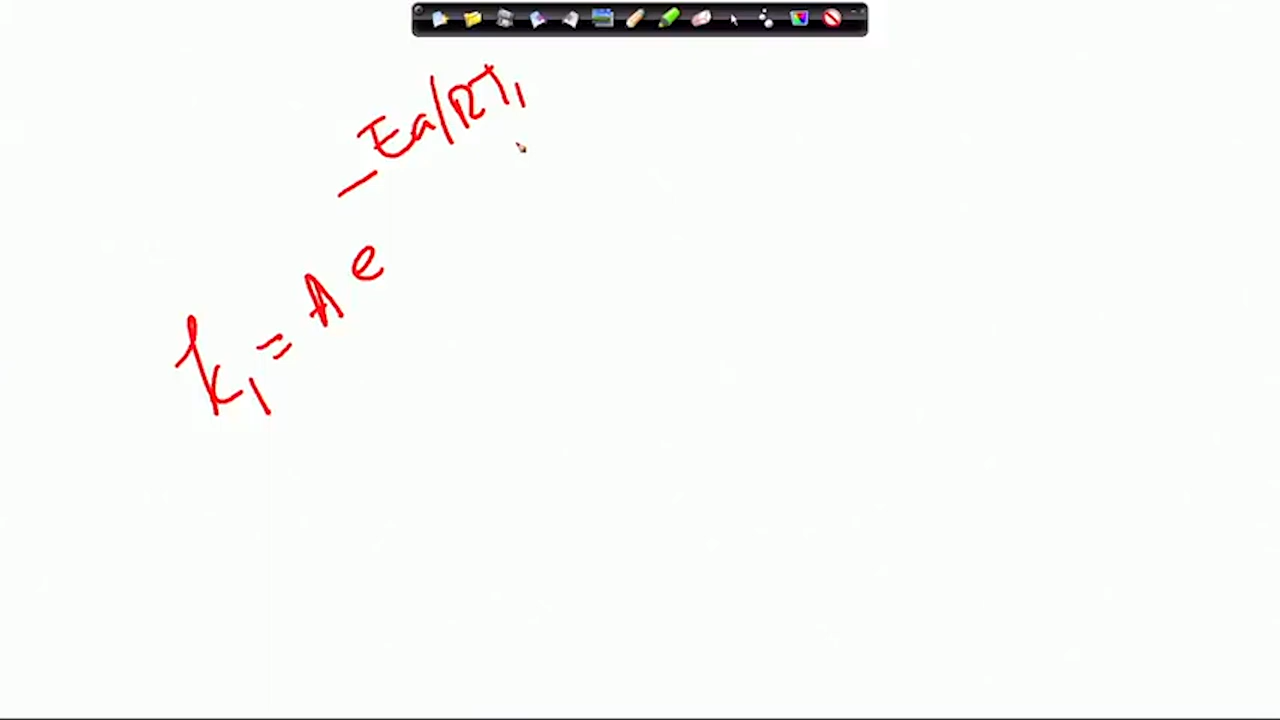 k₁ = A e^{-Ea/RT₁}